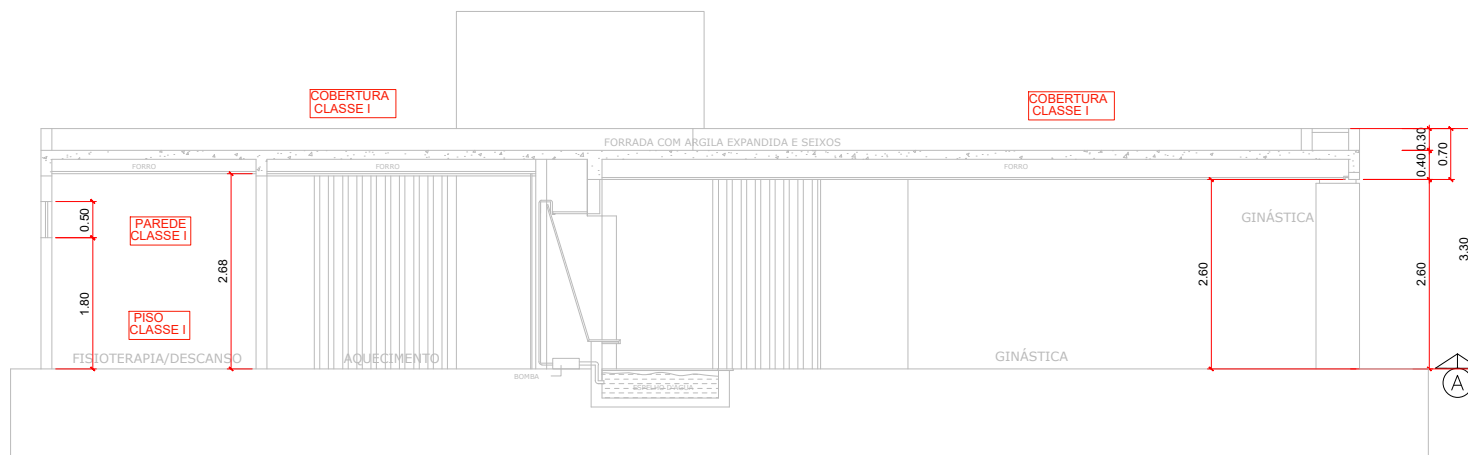 COBERTURA
CLASSE I
COBERTURA
CLASSE I
FORRADA COM ARGILA EXPANDIDA E SEIXOS
0.30
0.70
0.40
FORRO
FORRO
FORRO
0.50
PAREDE
CLASSE I
GINÁSTICA
2.68
2.60
2.60
3.30
1.80
PISO
CLASSE I
FISIOTERAPIA/DESCANSO
AQUECIMENTO
GINÁSTICA
BOMBA
ESPELHO D'ÁGUA
A